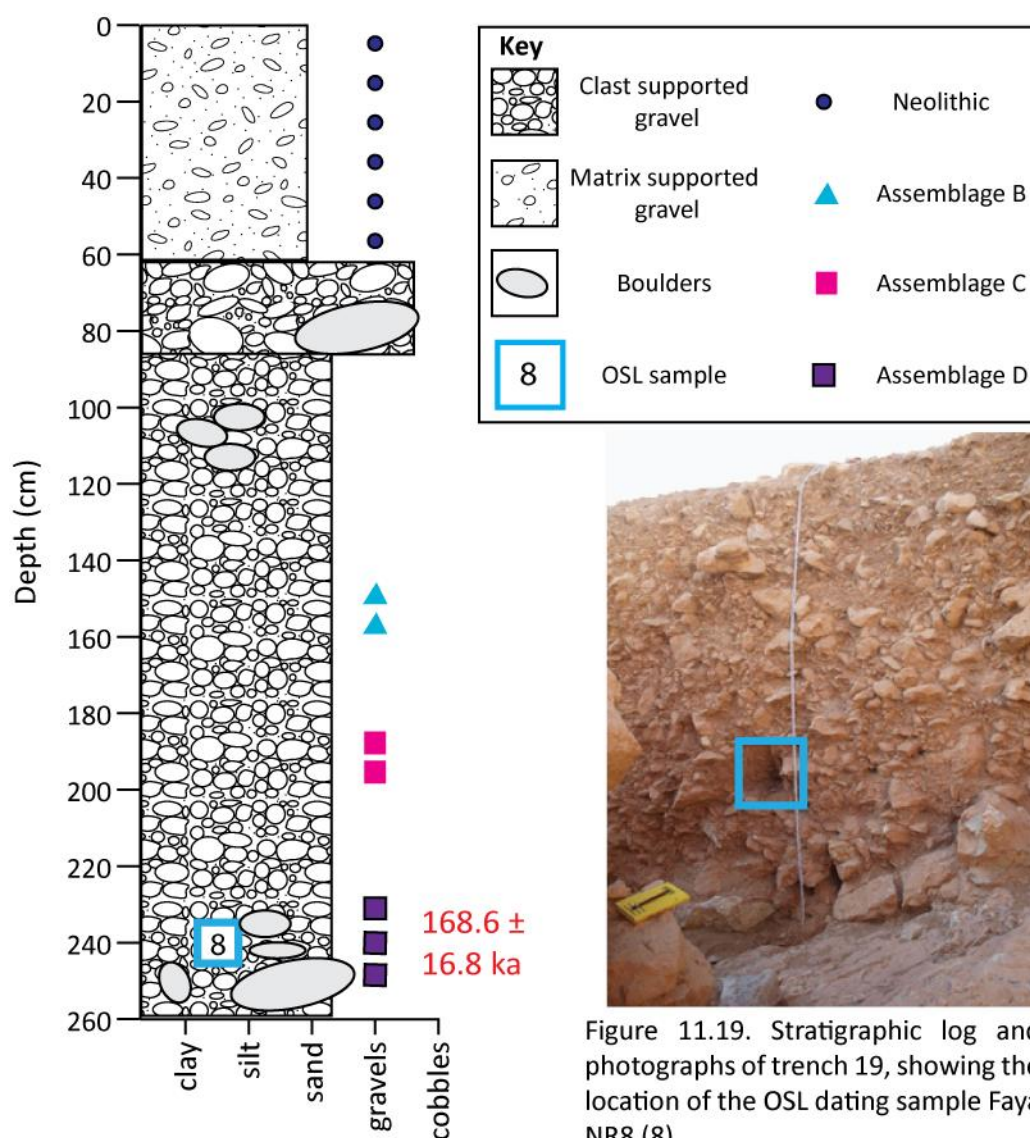 0
20
40
60
80
100
120
140
160
180
200
220
240
260
Depth (cm)
clay
silt
sand
gravels
cobbles
8
168.6 ±
16.8 ka
Key
Clast supported
gravel
Neolithic
Matrix supported
gravel
Assemblage B
Boulders
Assemblage C
8
OSL sample
Assemblage D
Figure 11.19. Stratigraphic log and
photographs of trench 19, showing the
location of the OSL dating sample Faya
NR8 (8)